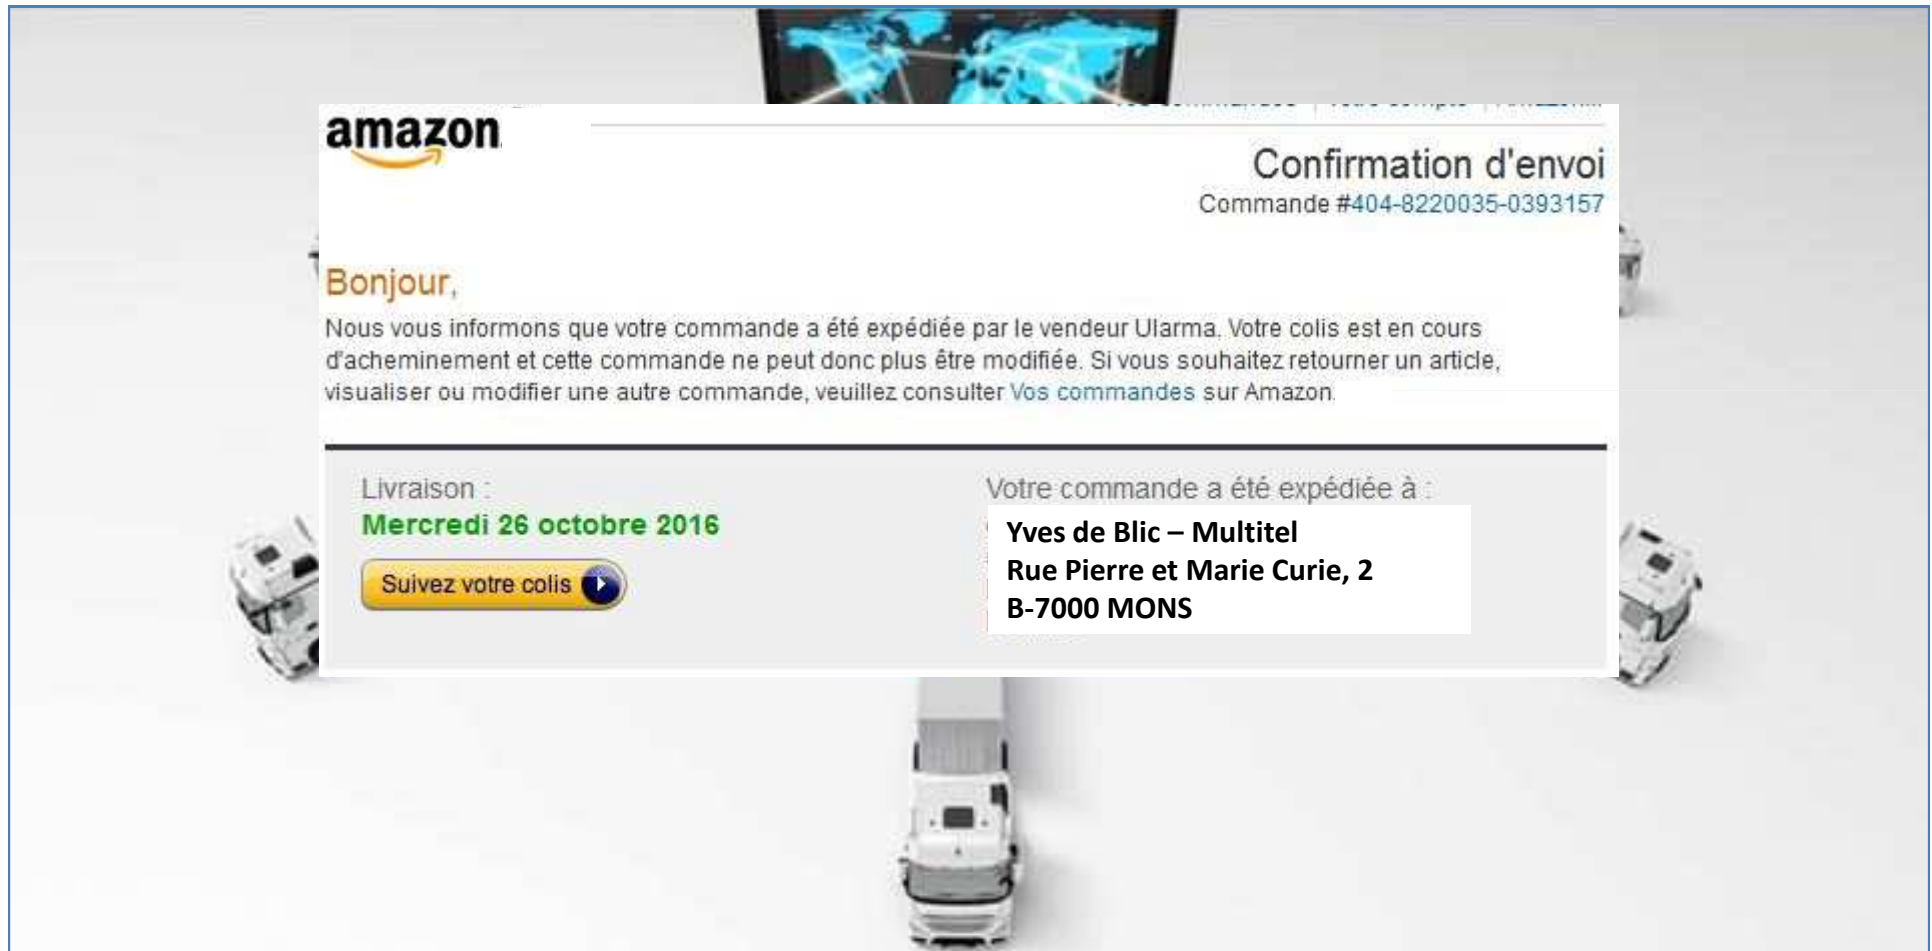 amazon
Confirmation d'envoi
Commande #404-8220035-0393157
Bonjour,
Nous vous informons que votre commande a été expédiée par le vendeur Ularma. Votre colis est en cours
d'acheminement et cette commande ne peut donc plus être modifiée. Si vous souhaitez retourner un article,
visualiser ou modifier une autre commande, veuillez consulter Vos commandes sur Amazon.
Livraison :
Mercredi 26 octobre 2016
Suivez votre colis
Votre commande a été expédiée à :
Yves de Blic – Multitel
Rue Pierre et Marie Curie, 2
B-7000 MONS